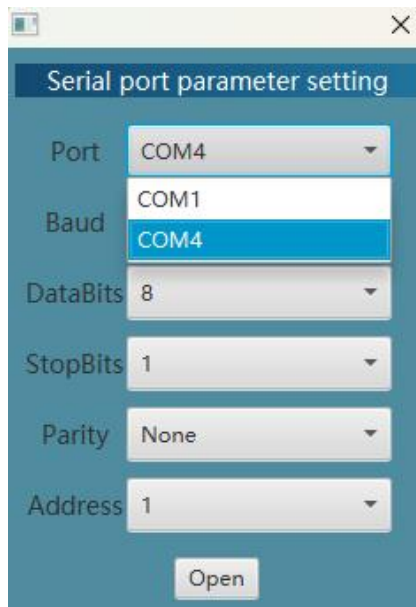 Serial port parameter setting
Port COM4
COM1
Baud
COM4
DataBits 8
StopBits 1
Parity None
Address 1
Open